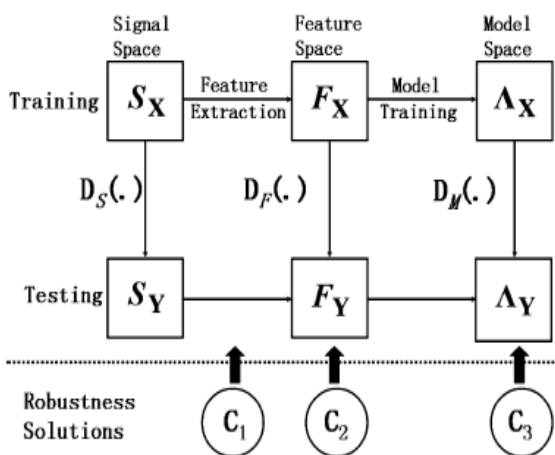 Signal Space
Feature Space
Model Space
Training
S_X
Feature Extraction
F_X
Model Training
Λ_X
D_S(.)
D_F(.)
D_M(.)
Testing
S_Y
F_Y
Λ_Y
Robustness Solutions
C_1
C_2
C_3